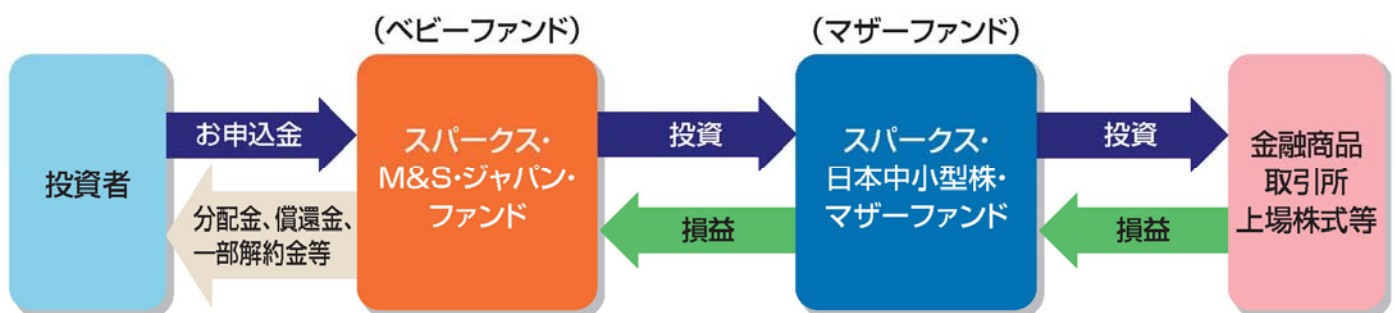 （ベビーファンド）
（マザーファンド）
投資者
お申込金
分配金、償還金、
一部解約金等
スパークス・
M&S・ジャパン・
ファンド
投資
損益
スパークス・
日本中小型株・
マザーファンド
投資
損益
金融商品
取引所
上場株式等